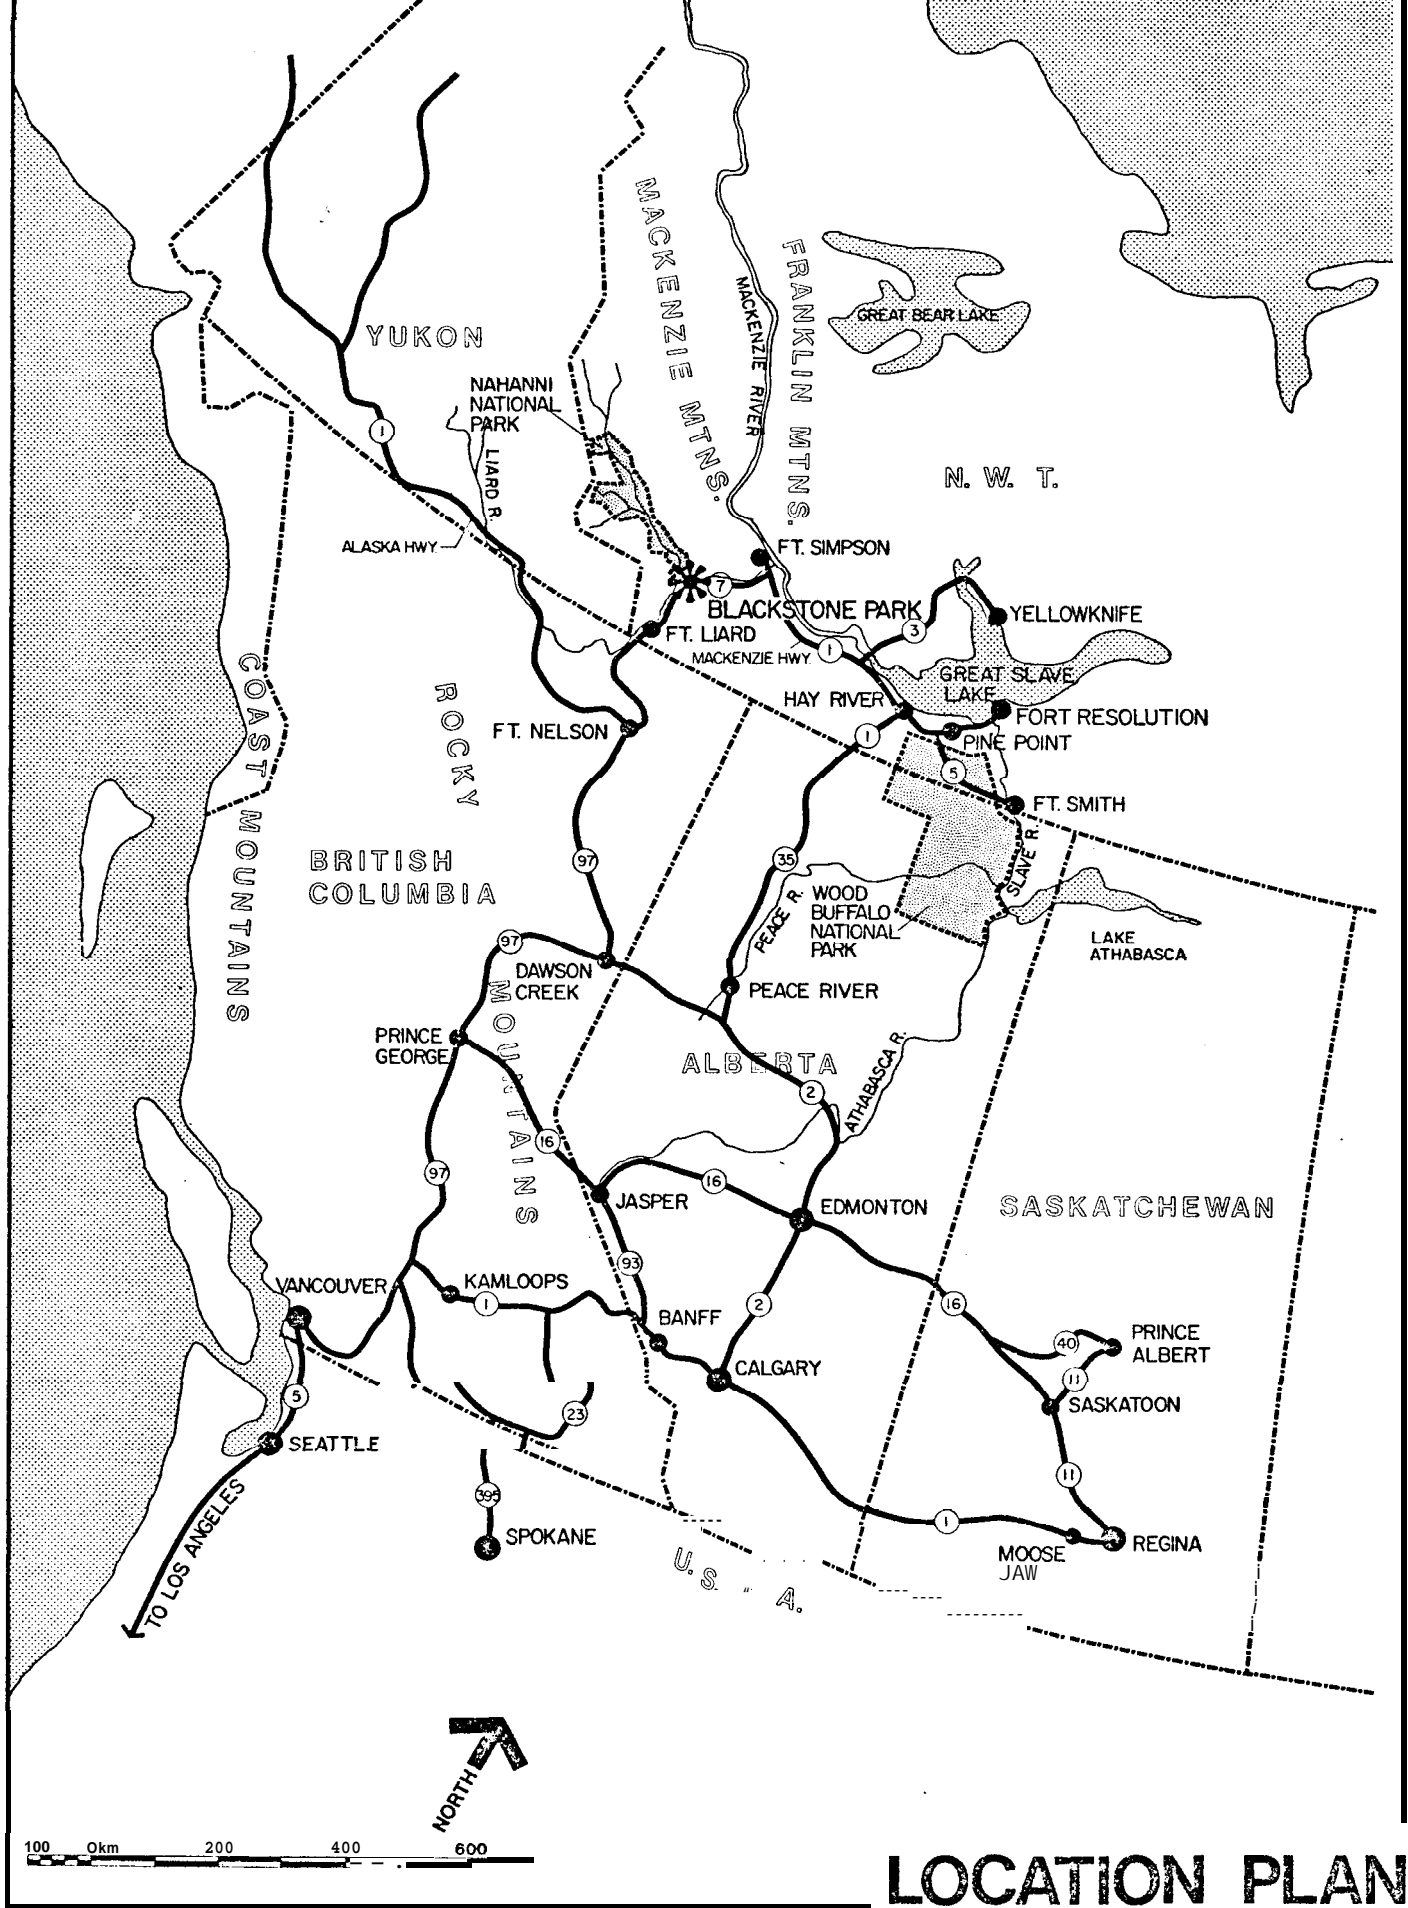 MACKENZIE MTNS.
FRANKLIN MTNS.
MACKENZIE RIVER
GREAT BEAR LAKE
YUKON
NAHANNI
NATIONAL
PARK
1
LIARD R.
N. W. T.
ALASKA HWY.
FT. SIMPSON
7
BLACKSTONE PARK
YELLOWKNIFE
3
FT. LIARD
MACKENZIE HWY.
1
GREAT SLAVE
LAKE
COAST MOUNTAINS
ROCKY MOUNTAINS
HAY RIVER
FORT RESOLUTION
FT. NELSON
1
PINE POINT
5
FT. SMITH
BRITISH
COLUMBIA
97
35
SLAVE R.
PEACE R.
WOOD
BUFFALO
NATIONAL
PARK
97
LAKE
ATHABASCA
DAWSON
CREEK
PEACE RIVER
PRINCE
GEORGE
ALBERTA
ATHABASCA R.
2
16
97
16
JASPER
EDMONTON
SASKATCHEWAN
93
VANCOUVER
KAMLOOPS
1
2
16
BANFF
40
PRINCE
ALBERT
CALGARY
11
5
SASKATOON
23
SEATTLE
11
395
TO LOS ANGELES
SPOKANE
1
MOOSE
JAW
REGINA
U. S. A.
NORTH
100 0km 200 400 600
LOCATION PLAN